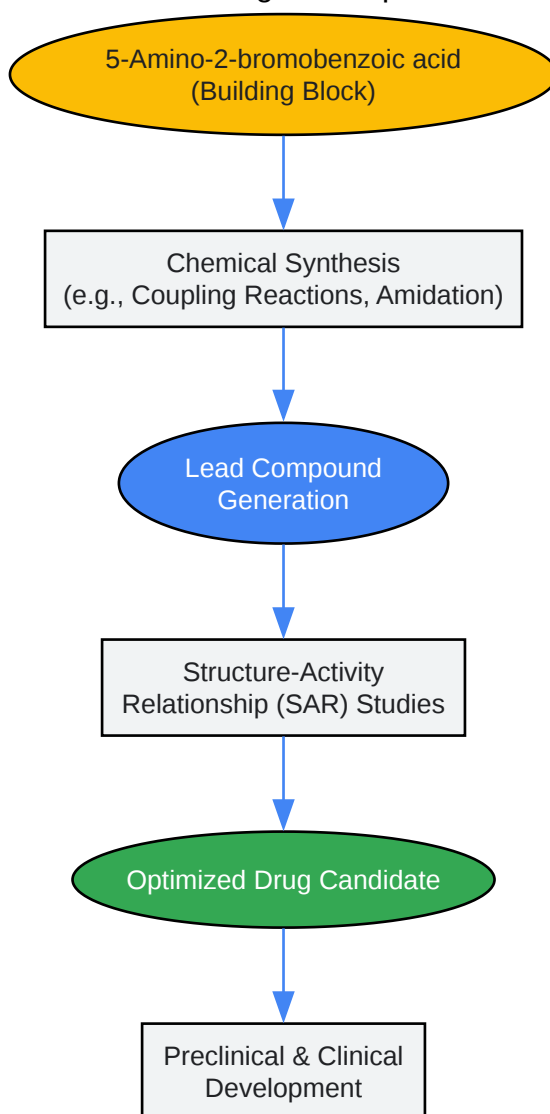 5-Amino-2-bromobenzoic acid
(Building Block)
Chemical Synthesis
(e.g., Coupling Reactions, Amidation)
Lead Compound
Generation
Structure-Activity
Relationship (SAR) Studies
Optimized Drug Candidate
Preclinical & Clinical
Development